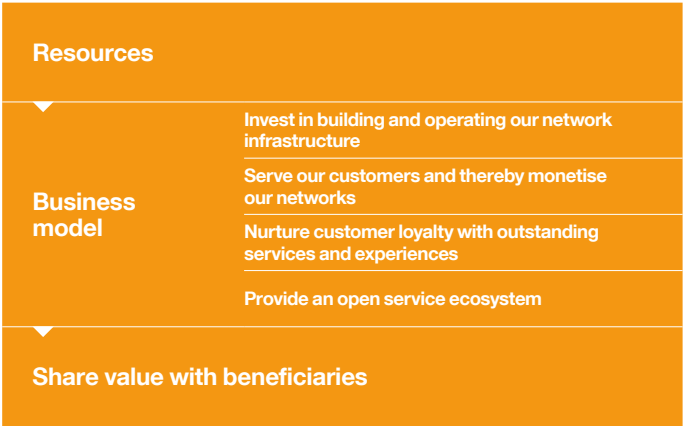 Resources
Business
model
Invest in building and operating our network
infrastructure
Serve our customers and thereby monetise
our networks
Nurture customer loyalty with outstanding
services and experiences
Provide an open service ecosystem
Share value with beneficiaries